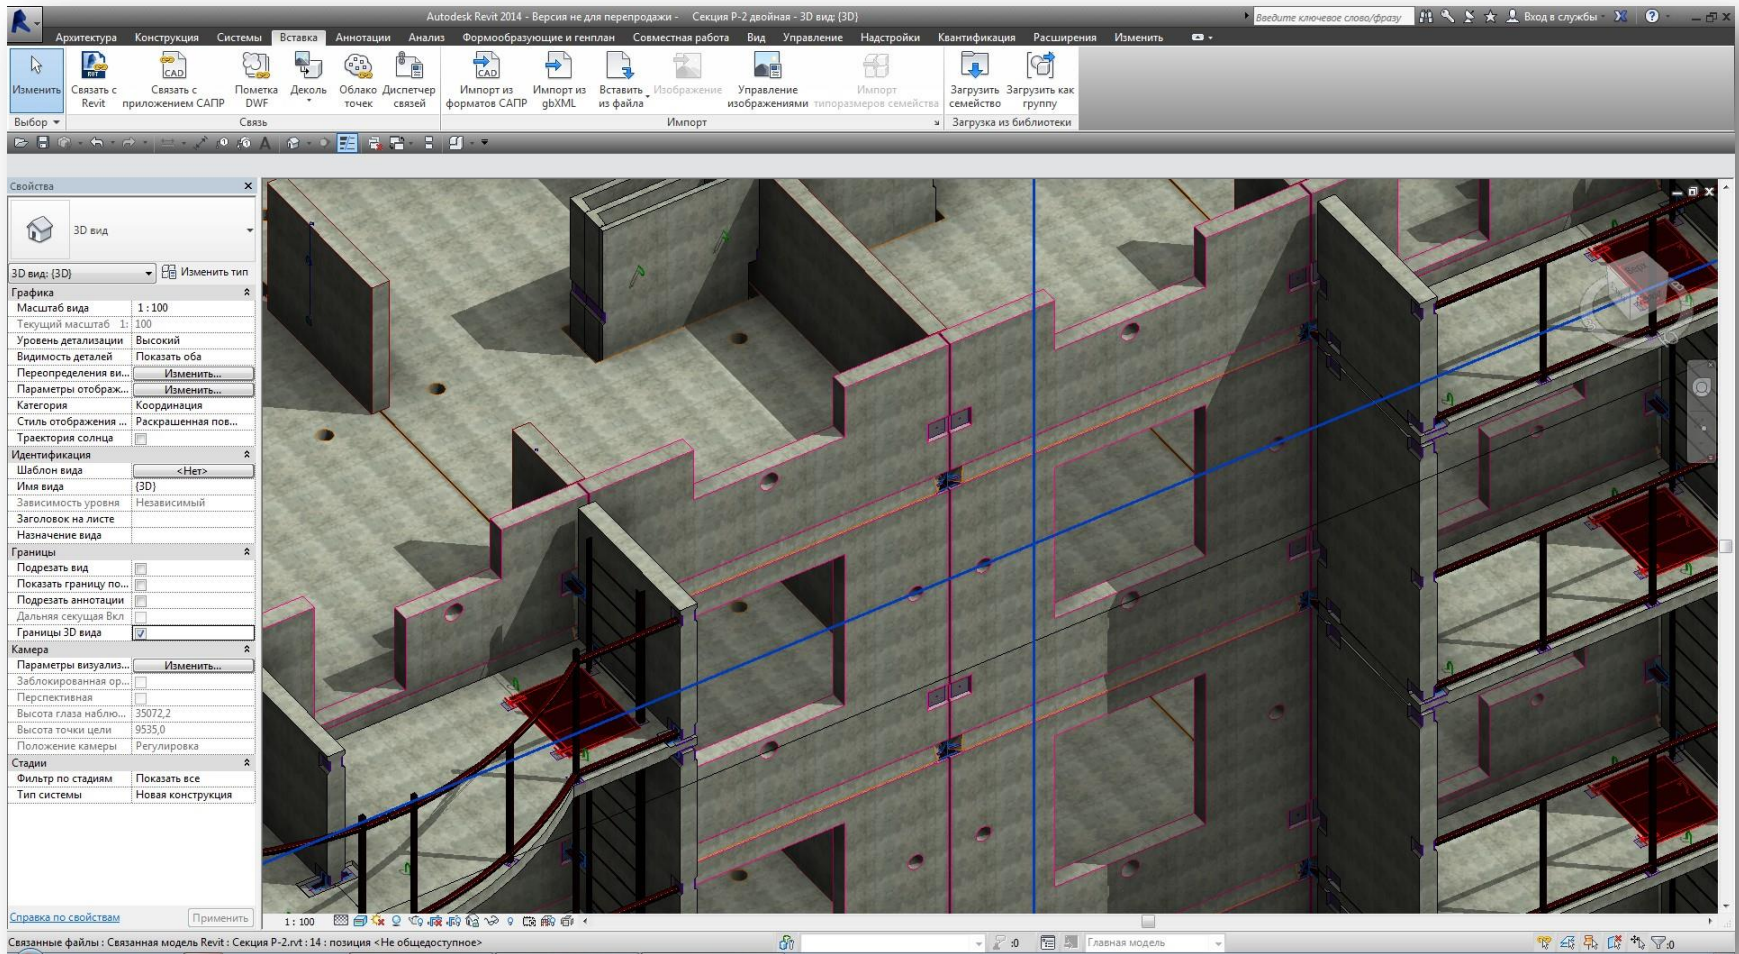 Autodesk Revit 2014 - Версия не для перепродажи - Секция Р-2 двойная - 3D вид: {3D}
Введите ключевое слово/фразу
Вход в службы
Архитектура Конструкция Системы Вставка Аннотации Анализ Формообразующие и генплан Совместная работа Вид Управление Надстройки Квантификация Расширения Изменить
Изменить
Связать с Revit
Связать с приложением САПР
Пометка DWF
Деколь
Облако точек
Диспетчер связей
Импорт из форматов САПР
Импорт из gbXML
Вставить из файла
Изображение
Управление изображениями
Импорт типоразмеров семейства
Загрузить семейство
Загрузить как группу
Выбор
Связь
Импорт
Загрузка из библиотеки
Свойства
3D вид
3D вид: {3D}
Изменить тип
Графика
Масштаб вида 1 : 100
Текущий масштаб 1: 100
Уровень детализации Высокий
Видимость деталей Показать оба
Переопределения ви... Изменить...
Параметры отображ... Изменить...
Категория Координация
Стиль отображения ... Раскрашенная пов...
Траектория солнца
Идентификация
Шаблон вида <Нет>
Имя вида {3D}
Зависимость уровня Независимый
Заголовок на листе
Назначение вида
Границы
Подрезать вид
Показать границу по...
Подрезать аннотации
Дальняя секущая Вкл
Границы 3D вида
Камера
Параметры визуализ... Изменить...
Заблокированная ор...
Перспективная
Высота глаза наблю... 35072,2
Высота точки цели 9535,0
Положение камеры Регулировка
Стадии
Фильтр по стадиям Показать все
Тип системы Новая конструкция
Справка по свойствам
Применить
1 : 100
Связанные файлы : Связанная модель Revit : Секция Р-2.rvt : 14 : позиция <Не общедоступное>
:0
Главная модель
:0